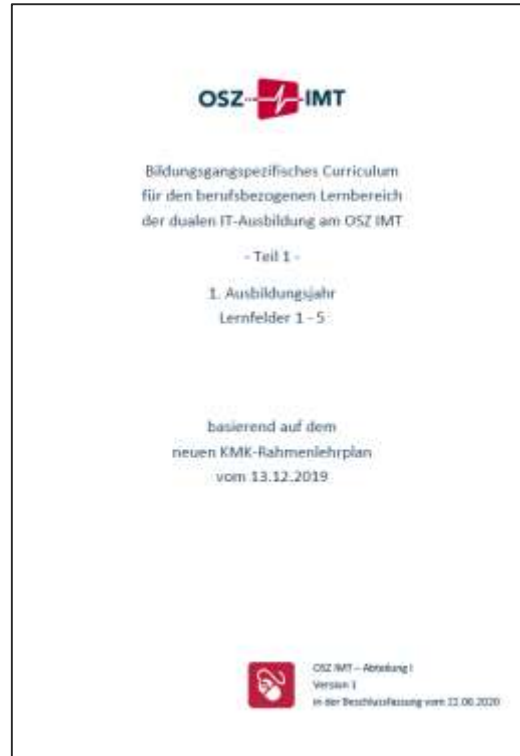 OSZ IMT
Bildungsgangspezifisches Curriculum
für den berufsbezogenen Lernbereich
der dualen IT-Ausbildung am OSZ IMT
- Teil 1 -
1. Ausbildungsjahr
Lernfelder 1 - 5
basierend auf dem
neuen KMK-Rahmenlehrplan
vom 13.12.2019
OSZ IMT – Abteilung I
Version 1
in der Beschlussfassung vom .06.2020